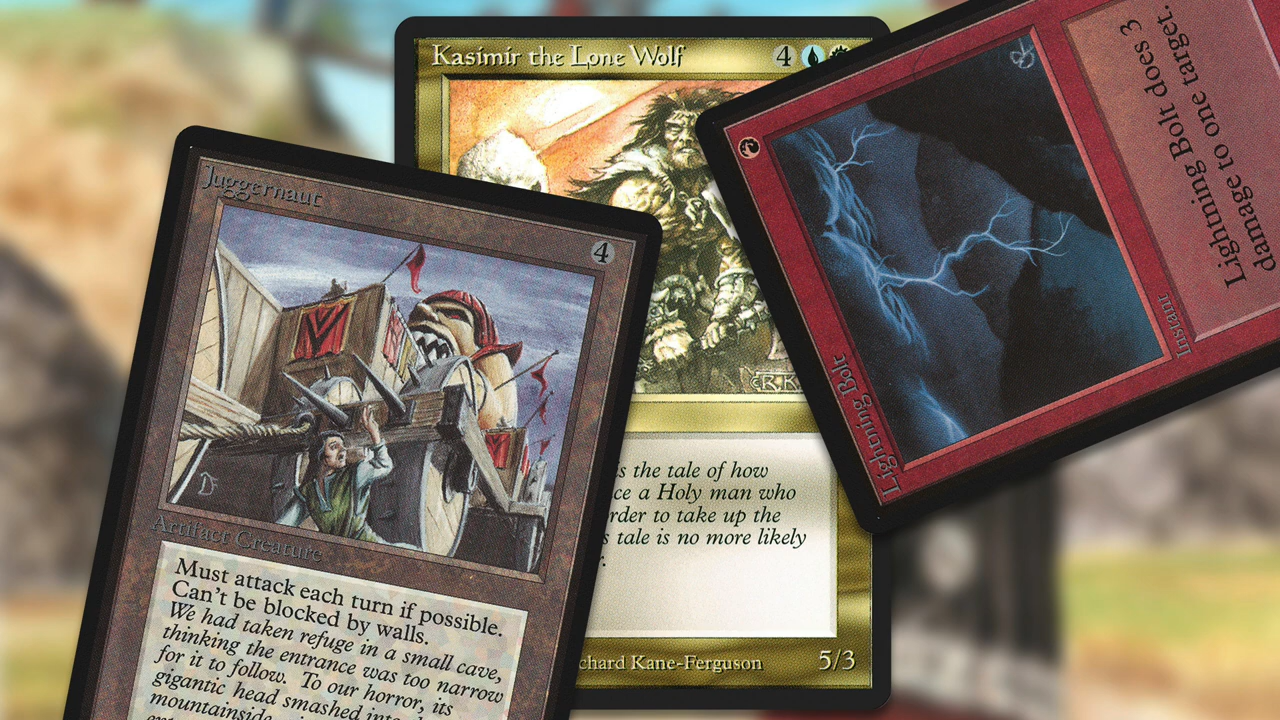 Kasimir the Lone Wolf 4
is the tale of how
ce a Holy man who
rder to take up the
s tale is no more likely
chard Kane-Ferguson
5/3
Juggernaut
4
Artifact Creature
Must attack each turn if possible.
Can't be blocked by walls.
We had taken refuge in a small cave,
thinking the entrance was too narrow
for it to follow. To our horror, its
gigantic head smashed into
mountainside
Lightning Bolt
Instant
Lightning Bolt does 3
damage to one target.